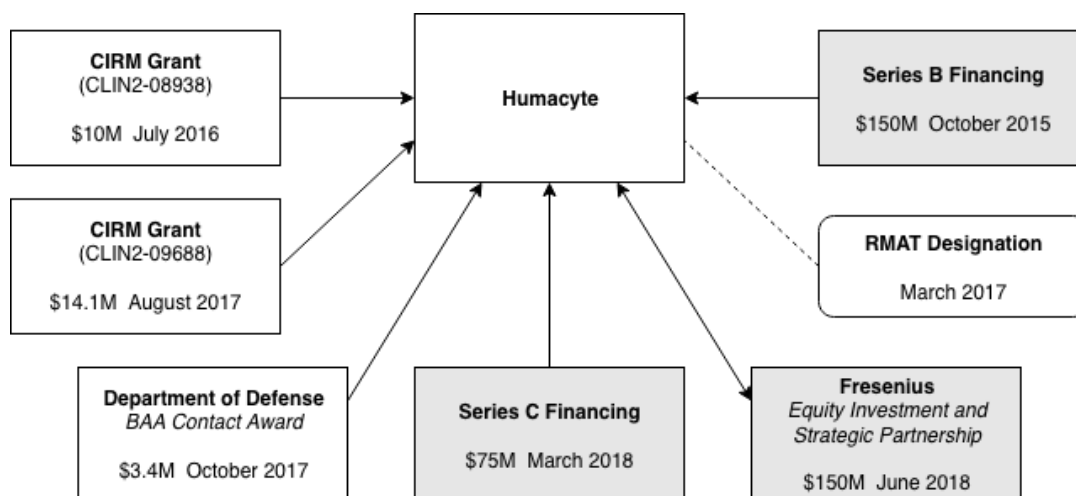 CIRM Grant
(CLIN2-08938)
$10M  July 2016
Humacyte
Series B Financing
$150M  October 2015
CIRM Grant
(CLIN2-09688)
$14.1M  August 2017
RMAT Designation
March 2017
Department of Defense
BAA Contact Award
$3.4M  October 2017
Series C Financing
$75M  March 2018
Fresenius
Equity Investment and
Strategic Partnership
$150M  June 2018